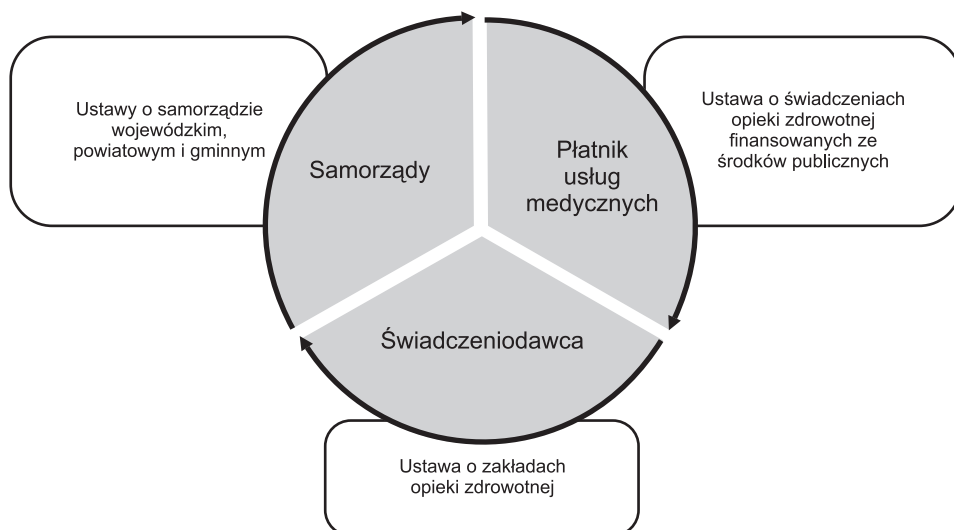 Ustawy o samorządzie
wojewódzkim,
powiatowym i gminnym
Samorządy
Płatnik
usług
medycznych
Ustawa o świadczeniach
opieki zdrowotnej
finansowanych ze
środków publicznych
Świadczeniodawca
Ustawa o zakładach
opieki zdrowotnej